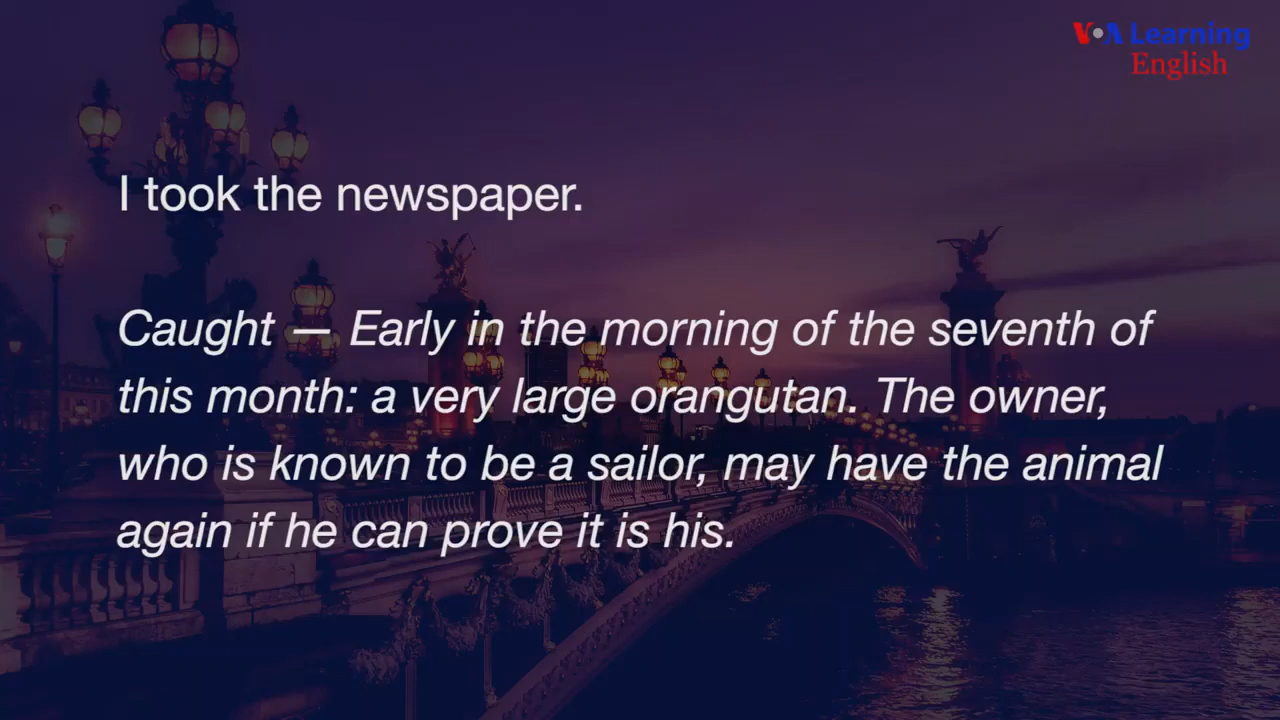 VOA Learning
English
I took the newspaper.
Caught — Early in the morning of the seventh of
this month: a very large orangutan. The owner,
who is known to be a sailor, may have the animal
again if he can prove it is his.